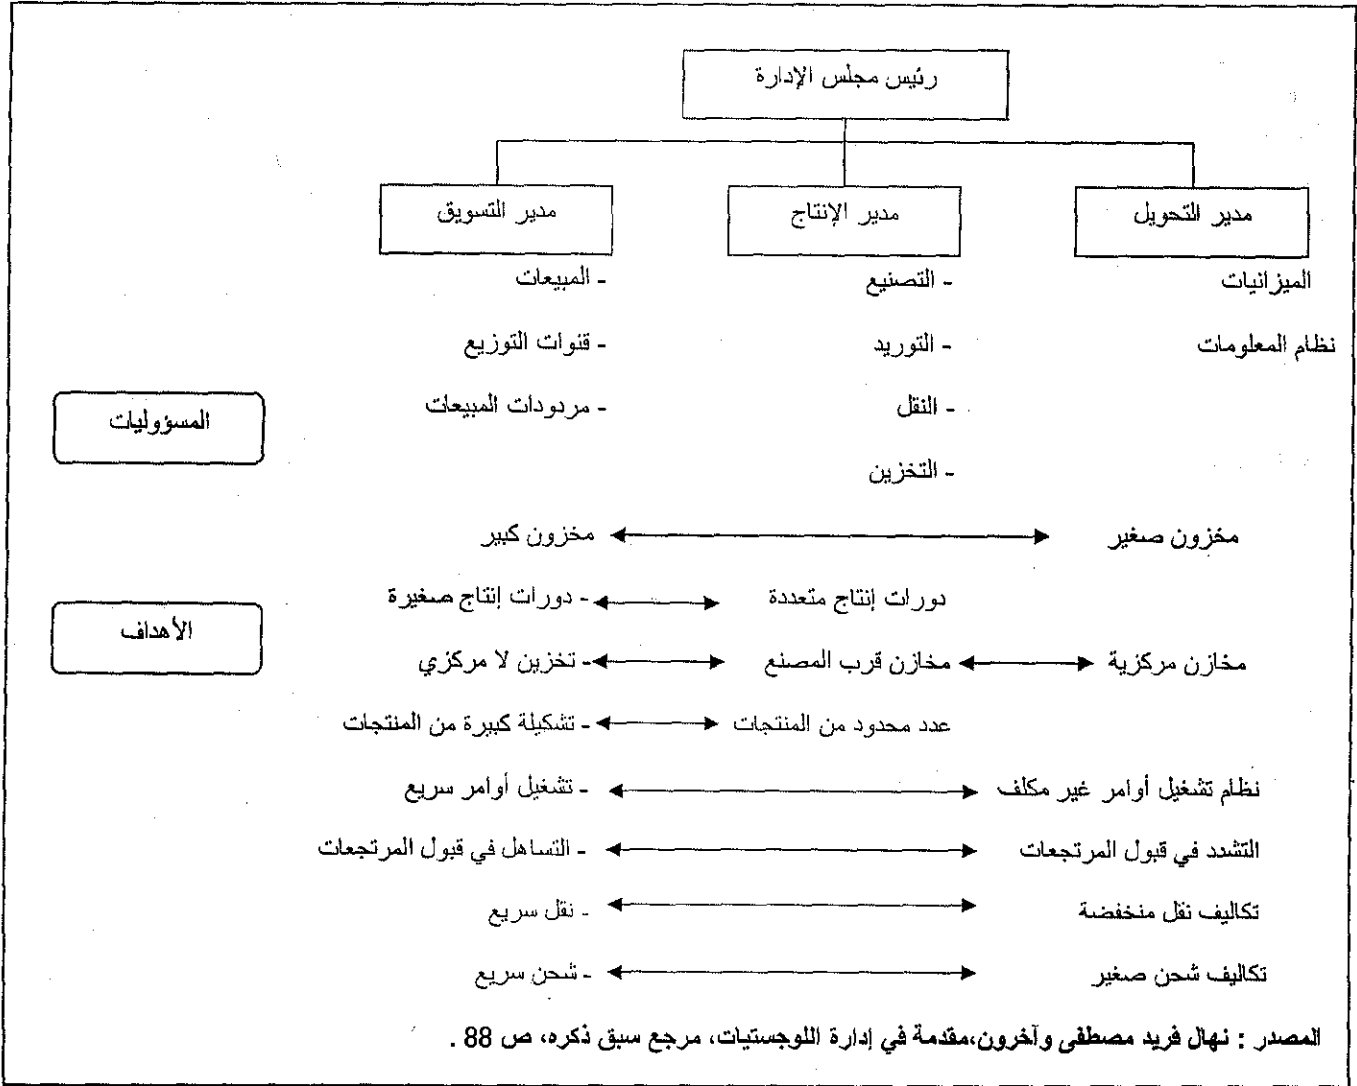 رئيس مجلس الإدارة
مدير التحويل مدير الإنتاج مدير التسويق
الميزانيات - التصنيع - المبيعات
نظام المعلومات - التوريد - قنوات التوزيع
- النقل - مردودات المبيعات
المسؤوليات
- التخزين
مخزون صغير مخزون كبير
دورات إنتاج متعددة - دورات إنتاج صغيرة
الأهداف
مخازن مركزية مخازن قرب المصنع - تخزين لا مركزي
عدد محدود من المنتجات - تشكيلة كبيرة من المنتجات
نظام تشغيل أوامر غير مكلف - تشغيل أوامر سريع
التشدد في قبول المرتجعات - التساهل في قبول المرتجعات
تكاليف نقل منخفضة - نقل سريع
تكاليف شحن صغير - شحن سريع
المصدر : نهال فريد مصطفى وآخرون،مقدمة في إدارة اللوجستيات، مرجع سبق ذكره، ص 88 .